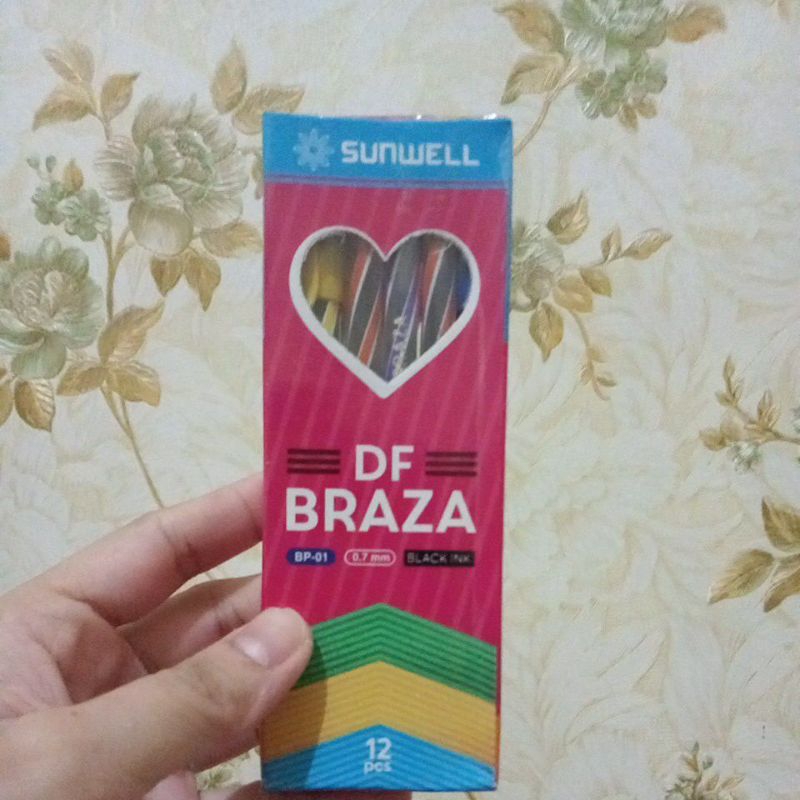 SUNWELL
DF
BRAZA
BP-01 0.7 mm BLACK INK
12
pcs